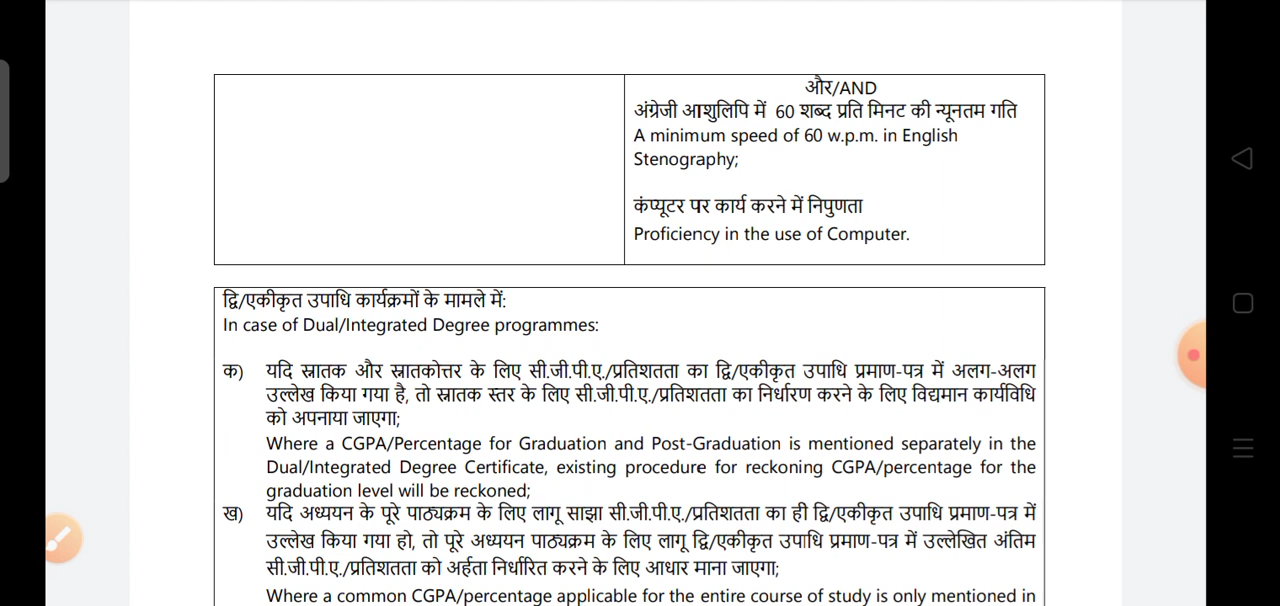 और/AND
अंग्रेजी आशुलिपि में 60 शब्द प्रति मिनट की न्यूनतम गति
A minimum speed of 60 w.p.m. in English
Stenography;
कंप्यूटर पर कार्य करने में निपुणता
Proficiency in the use of Computer.
द्वि/एकीकृत उपाधि कार्यक्रमों के मामले में:
In case of Dual/Integrated Degree programmes:
क) यदि स्नातक और स्नातकोत्तर के लिए सी.जी.पी.ए./प्रतिशतता का द्वि/एकीकृत उपाधि प्रमाण-पत्र में अलग-अलग
उल्लेख किया गया है, तो स्नातक स्तर के लिए सी.जी.पी.ए./प्रतिशतता का निर्धारण करने के लिए विद्यमान कार्यविधि
को अपनाया जाएगा;
Where a CGPA/Percentage for Graduation and Post-Graduation is mentioned separately in the
Dual/Integrated Degree Certificate, existing procedure for reckoning CGPA/percentage for the
graduation level will be reckoned;
ख) यदि अध्ययन के पूरे पाठ्यक्रम के लिए लागू साझा सी.जी.पी.ए./प्रतिशतता का ही द्वि/एकीकृत उपाधि प्रमाण-पत्र में
उल्लेख किया गया हो, तो पूरे अध्ययन पाठ्यक्रम के लिए लागू द्वि/एकीकृत उपाधि प्रमाण-पत्र में उल्लेखित अंतिम
सी.जी.पी.ए./प्रतिशतता को अर्हता निर्धारित करने के लिए आधार माना जाएगा;
Where a common CGPA/percentage applicable for the entire course of study is only mentioned in